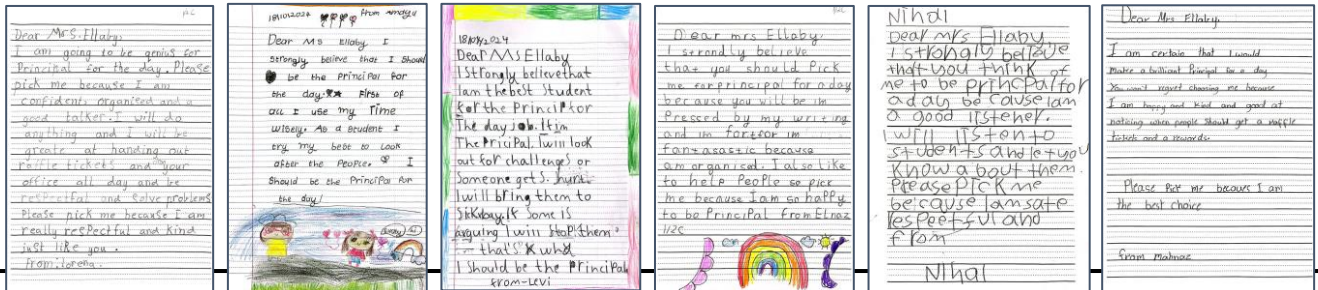 Dear Mrs. Ellaby.
I am going to be genius for
Principal for the day. Please
pick me because I am
confident, organised and a
good talker. I will do
anything and I will be
greate at handing out
raffle tickets and your
office all day and be
respectful and solve problems
Please pick me because I am
really respectful and kind
just like you.
From: lorena.
18/10/2024 from
Dear MS Ellaby I
strongly believe that I should
be the Principal for
the day. First of
all I use my Time
wisely. As a student I
try my best to look
after the People. I
Should be the Principal for
the day!
18/10/2024
Dear MS Ellaby
I strongly believe that
I am the best Student
for the Princip for
The day job. If im
The PriciPal. I will look
out for challenges or
Someone get S. hurt.
I will bring them to
Sickbay. If Some is
arguing I will stop them.
that's why
I Should be the PrinciPal
from-Levi
Dear mrs Ellaby.
I strondly believe
that you should Pick
me for principal for a day
because you will be im
Pressed by my writing
and im
fantasastic because
am organised. I also like
to help People so pick
me because I am so happy
to be Principal from Elnaz
1/2C
Nihal
Dear mrs Ellaby
I strongly believe
that you think of
me to be principal for
a day because I am
a good listener.
I will listen to
students and let you
know about them.
Please Pick me
because I am safe
respectful and
from
Nihal
Dear Mrs Ellaby,
I am certain that I would
Make a brilliant Principal for a day
You won't regret choosing me because
I am happy and kind and good at
noticing when people should get a raffle
tickets and a rewards.
Please Pick me becaues I am
the best choice
from mahnaz